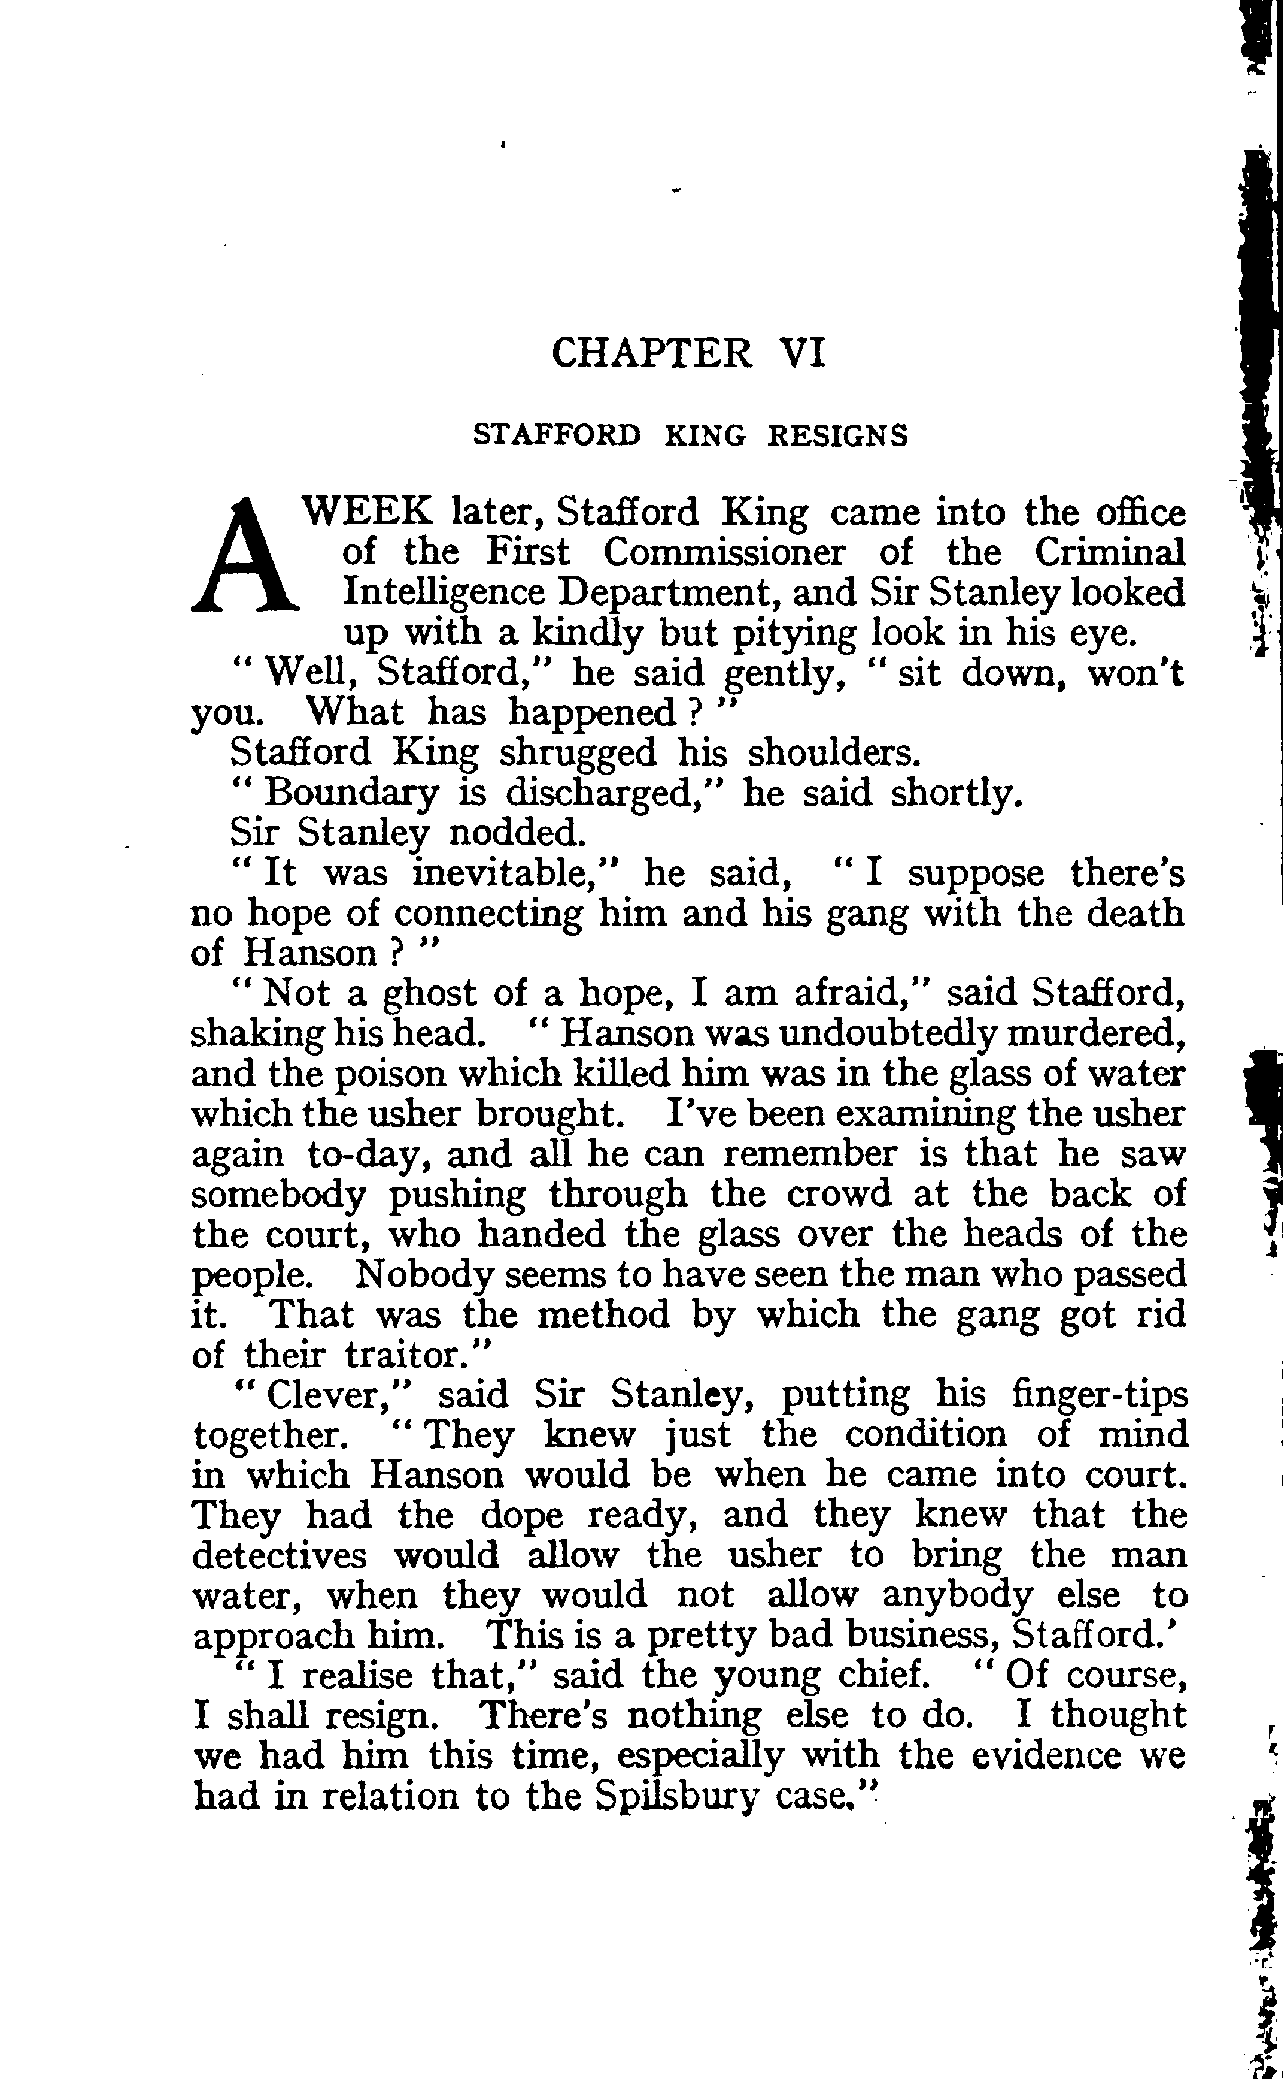 CHAPTER VI
STAFFORD KING RESIGNS
A WEEK later, Stafford King came into the office
of the First Commissioner of the Criminal
Intelligence Department, and Sir Stanley looked
up with a kindly but pitying look in his eye.
“ Well, Stafford,” he said gently, “ sit down, won't
you. What has happened ? ”
Stafford King shrugged his shoulders.
“ Boundary is discharged,” he said shortly.
Sir Stanley nodded.
“ It was inevitable,” he said, “ I suppose there's
no hope of connecting him and his gang with the death
of Hanson ? ”
“ Not a ghost of a hope, I am afraid,” said Stafford,
shaking his head. “ Hanson was undoubtedly murdered,
and the poison which killed him was in the glass of water
which the usher brought. I've been examining the usher
again to-day, and all he can remember is that he saw
somebody pushing through the crowd at the back of
the court, who handed the glass over the heads of the
people. Nobody seems to have seen the man who passed
it. That was the method by which the gang got rid
of their traitor.”
“ Clever,” said Sir Stanley, putting his finger-tips
together. “ They knew just the condition of mind
in which Hanson would be when he came into court.
They had the dope ready, and they knew that the
detectives would allow the usher to bring the man
water, when they would not allow anybody else to
approach him. This is a pretty bad business, Stafford.'
“ I realise that,” said the young chief. “ Of course,
I shall resign. There's nothing else to do. I thought
we had him this time, especially with the evidence we
had in relation to the Spilsbury case.”